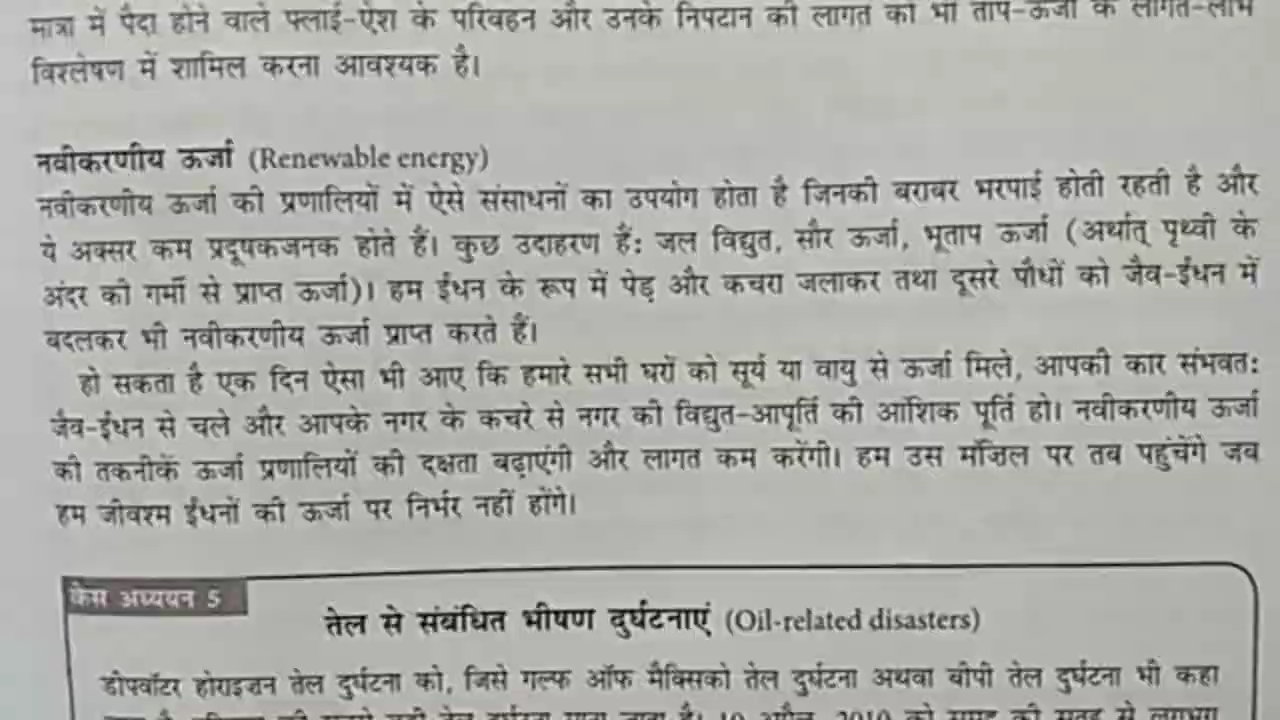 मात्रा में पैदा होने वाले फ्लाई-ऐश के परिवहन और उनके निपटान की लागत को भी ताप-ऊर्जा के लागत-लाभ
विश्लेषण में शामिल करना आवश्यक है।
नवीकरणीय ऊर्जा (Renewable energy)
नवीकरणीय ऊर्जा की प्रणालियों में ऐसे संसाधनों का उपयोग होता है जिनकी बराबर भरपाई होती रहती है और
ये अक्सर कम प्रदूषकजनक होते हैं। कुछ उदाहरण हैं: जल विद्युत, सौर ऊर्जा, भूताप ऊर्जा (अर्थात् पृथ्वी के
अंदर की गर्मी से प्राप्त ऊर्जा)। हम ईंधन के रूप में पेड़ और कचरा जलाकर तथा दूसरे पौधों को जैव-ईंधन में
बदलकर भी नवीकरणीय ऊर्जा प्राप्त करते हैं।
हो सकता है एक दिन ऐसा भी आए कि हमारे सभी घरों को सूर्य या वायु से ऊर्जा मिले, आपकी कार संभवतः
जैव-ईंधन से चले और आपके नगर के कचरे से नगर की विद्युत-आपूर्ति की आंशिक पूर्ति हो। नवीकरणीय ऊर्जा
की तकनीकें ऊर्जा प्रणालियों की दक्षता बढ़ाएंगी और लागत कम करेंगी। हम उस मंज़िल पर तब पहुंचेंगे जब
हम जीवश्म ईंधनों की ऊर्जा पर निर्भर नहीं होंगे।
केस अध्ययन 5
तेल से संबंधित भीषण दुर्घटनाएं (Oil-related disasters)
डीपवॉटर होराइज़न तेल दुर्घटना को, जिसे गल्फ ऑफ मैक्सिको तेल दुर्घटना अथवा बीपी तेल दुर्घटना भी कहा